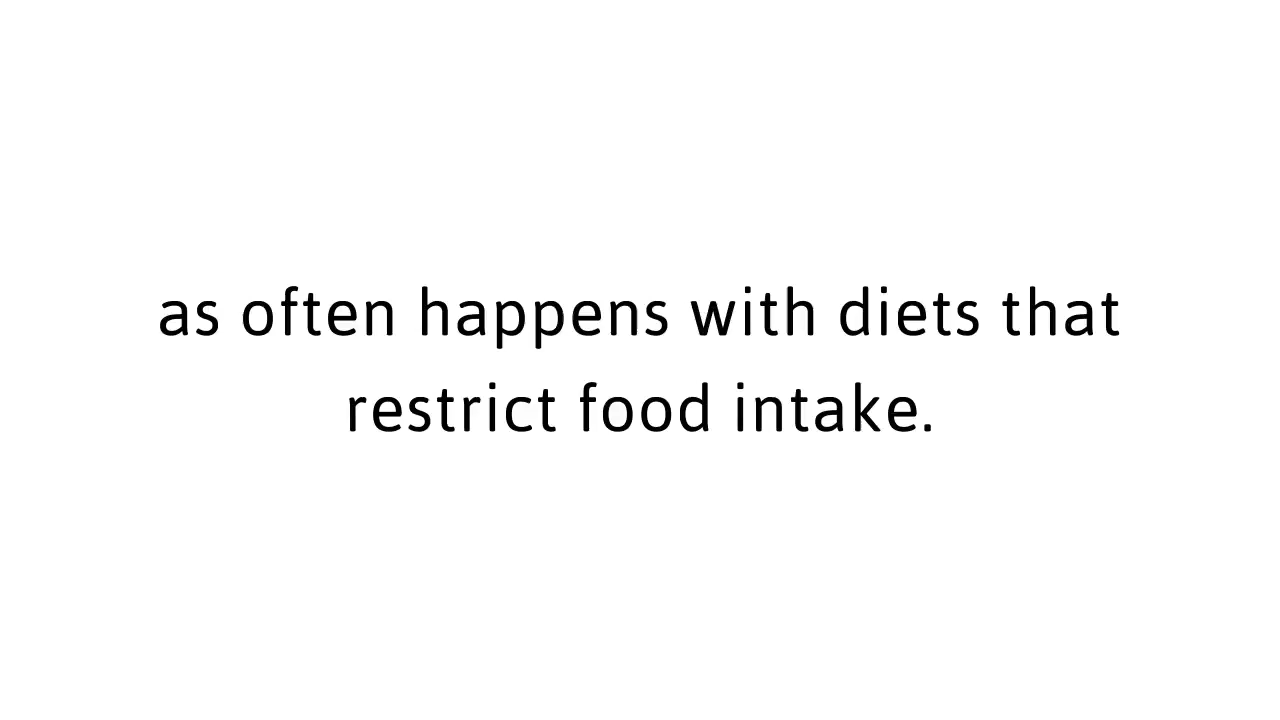 as often happens with diets that
restrict food intake.